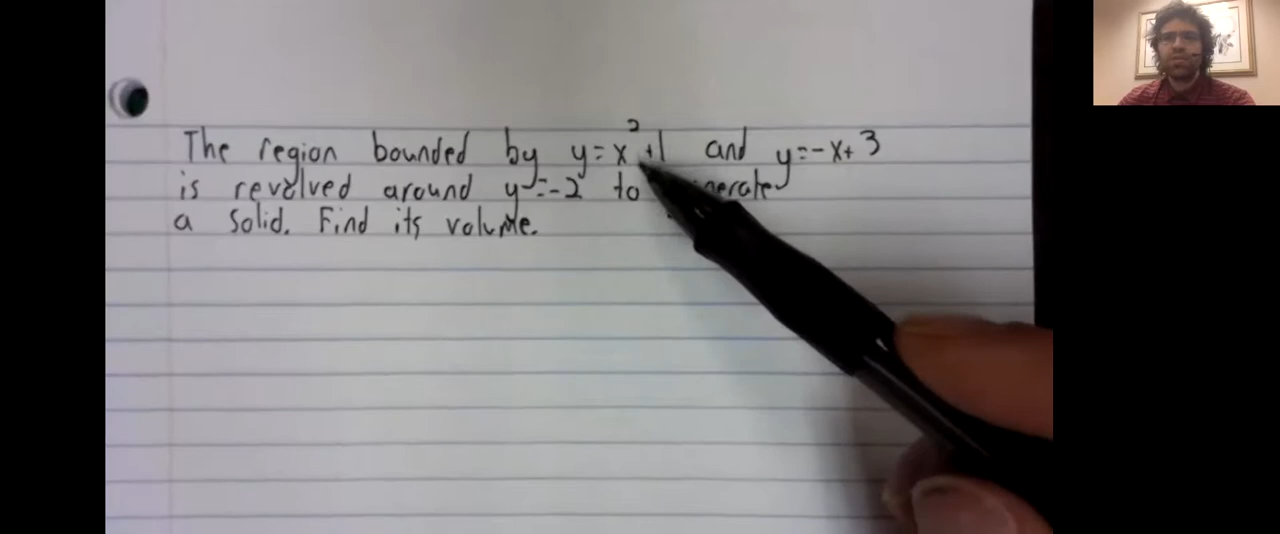 The region bounded by y=x²+1 and y=-x+3
is revolved around y=-2 to
a solid. Find its volume.